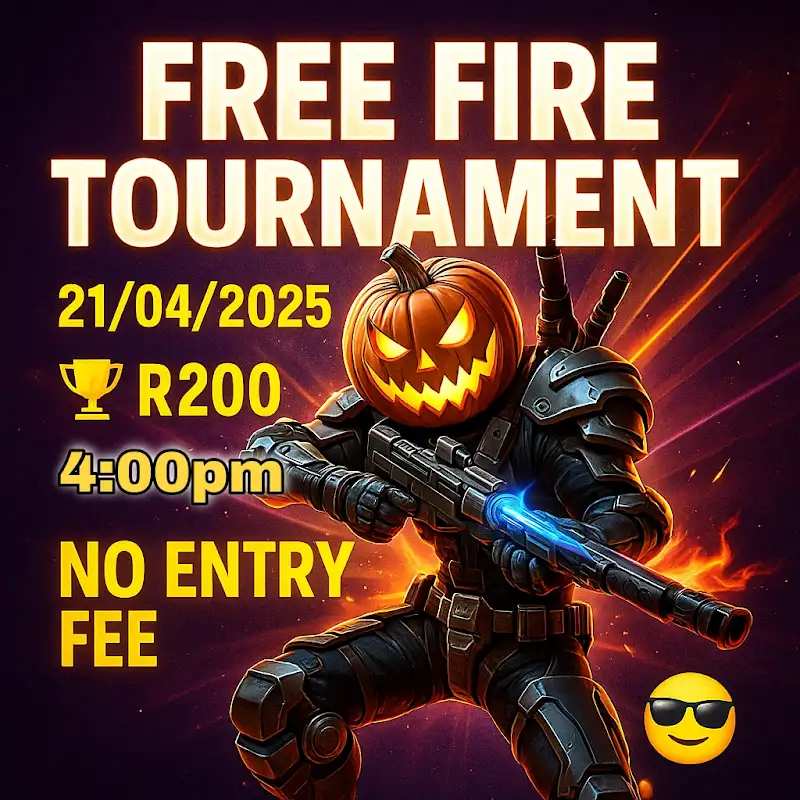 FREE FIRE
TOURNAMENT
21/04/2025
R200
4:00pm
NO ENTRY
FEE